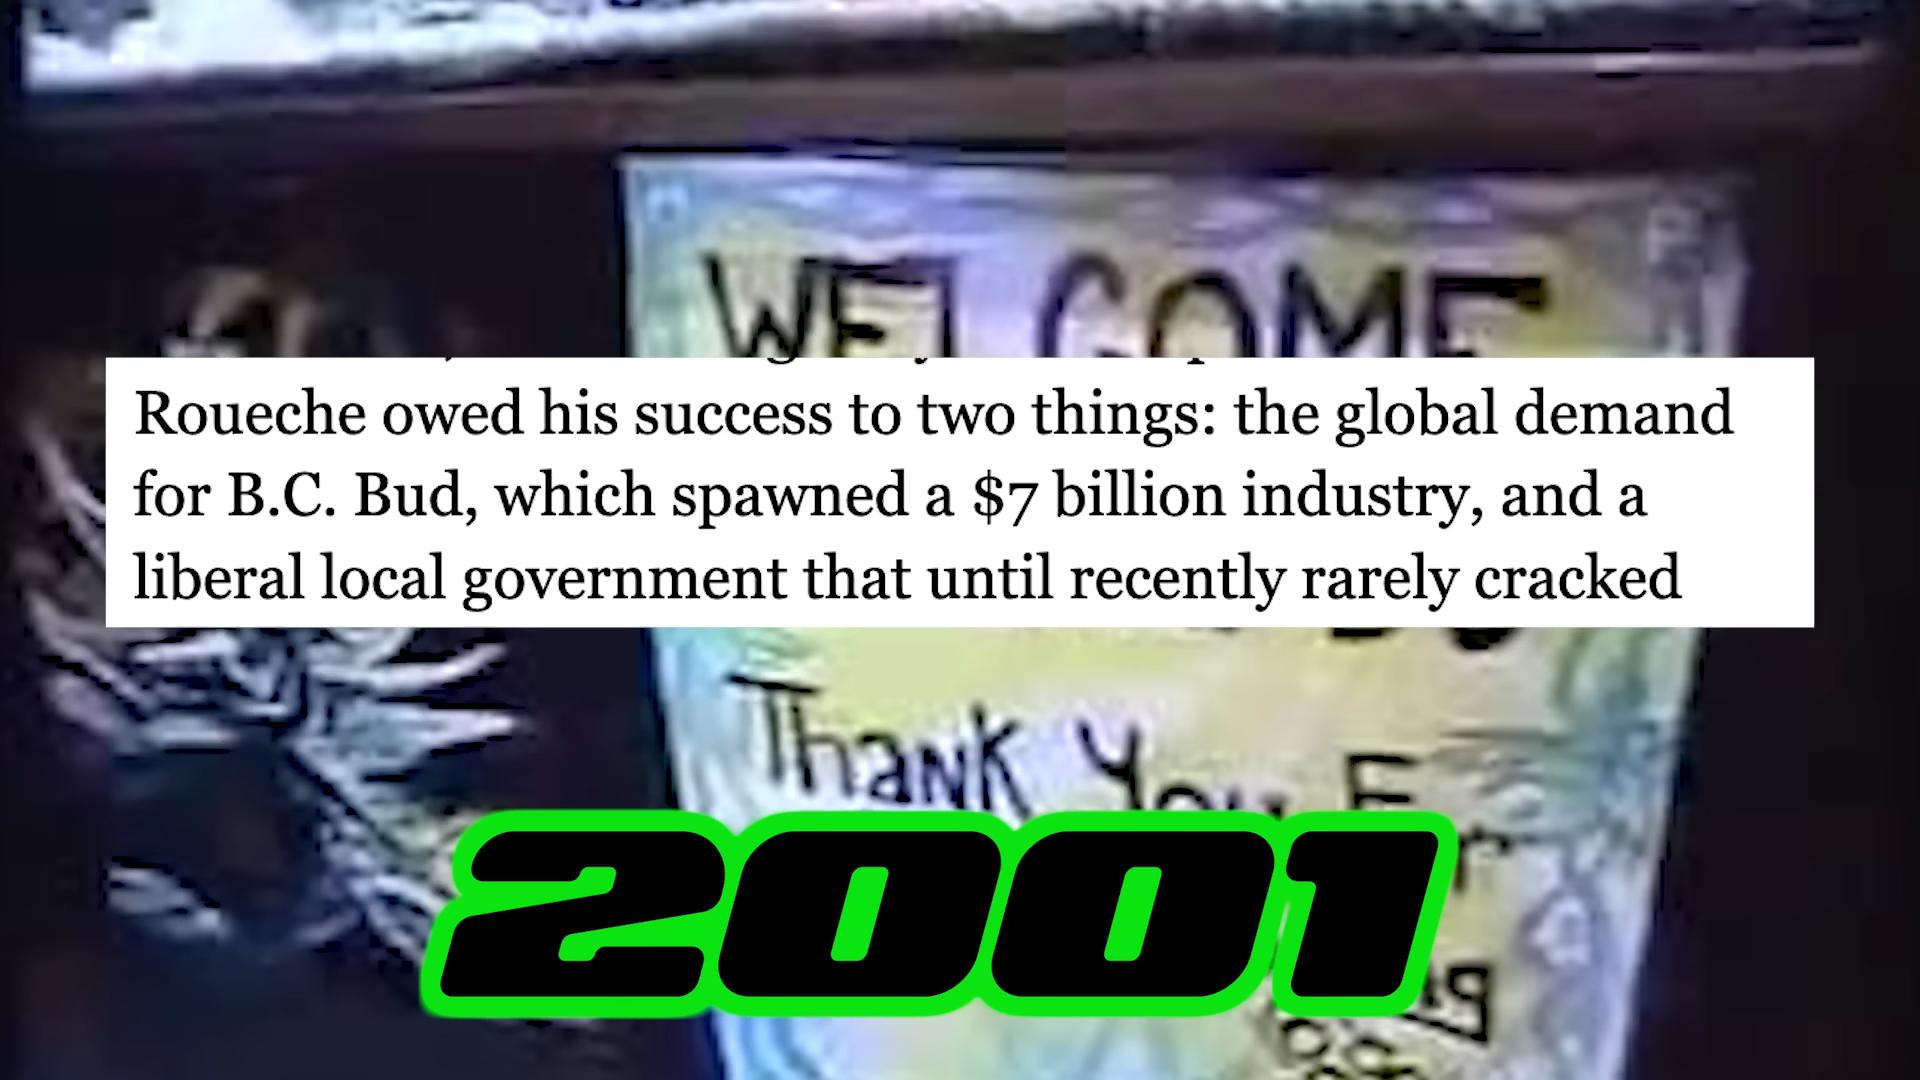 WELCOME
Roueche owed his success to two things: the global demand
for B.C. Bud, which spawned a $7 billion industry, and a
liberal local government that until recently rarely cracked
Thank You
2001